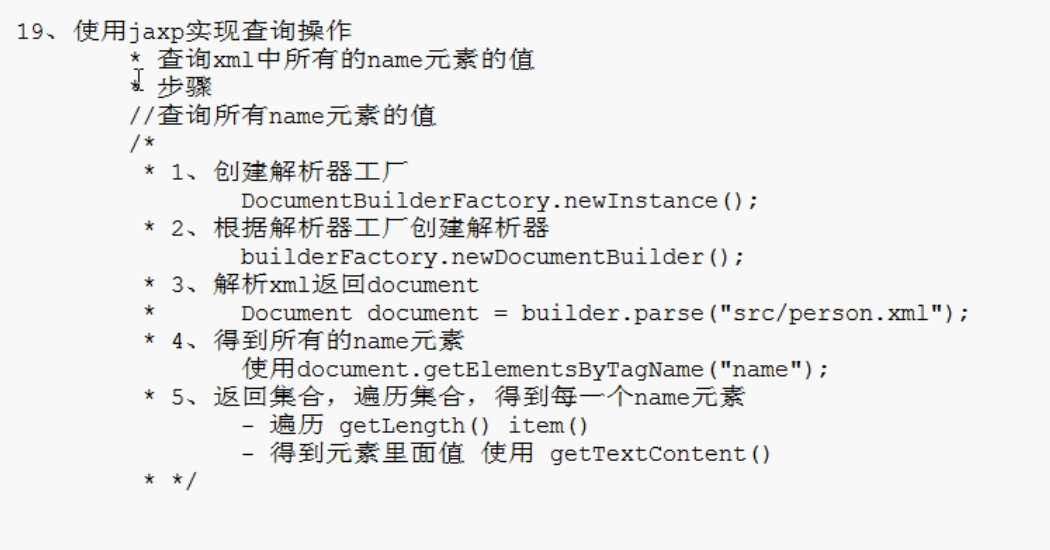 19、使用jaxp实现查询操作
* 查询xml中所有的name元素的值
* 步骤
//查询所有name元素的值
/*
* 1、创建解析器工厂
DocumentBuilderFactory.newInstance();
* 2、根据解析器工厂创建解析器
builderFactory.newDocumentBuilder();
* 3、解析xml返回document
* Document document = builder.parse("src/person.xml");
* 4、得到所有的name元素
使用document.getElementsByTagName("name");
* 5、返回集合，遍历集合，得到每一个name元素
- 遍历 getLength() item()
- 得到元素里面值 使用 getTextContent()
* */